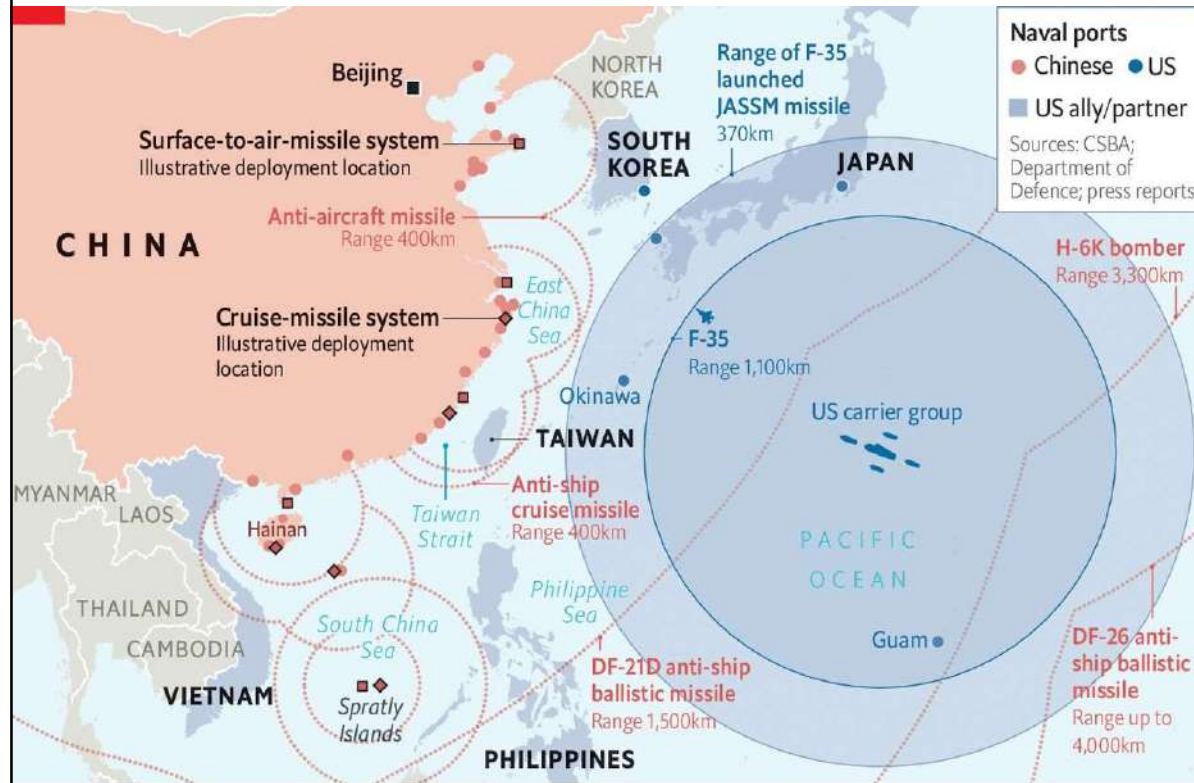 Beijing
Surface-to-air-missile system
Illustrative deployment location
Anti-aircraft missile
Range 400km
CHINA
Cruise-missile system
Illustrative deployment
location
East
China
Sea
NORTH
KOREA
SOUTH
KOREA
Range of F-35
launched
JASSM missile
370km
JAPAN
Naval ports
Chinese
US
US ally/partner
Sources: CSBA;
Department of
Defence; press reports
H-6K bomber
Range 3,300km
F-35
Range 1,100km
Okinawa
US carrier group
TAIWAN
Anti-ship
cruise missile
Range 400km
Taiwan
Strait
MYANMAR
LAOS
Hainan
THAILAND
CAMBODIA
VIETNAM
South China
Sea
Spratly
Islands
Philippine
Sea
PACIFIC
OCEAN
Guam
DF-21D anti-ship
ballistic missile
Range 1,500km
DF-26 anti-
ship ballistic
missile
Range up to
4,000km
PHILIPPINES